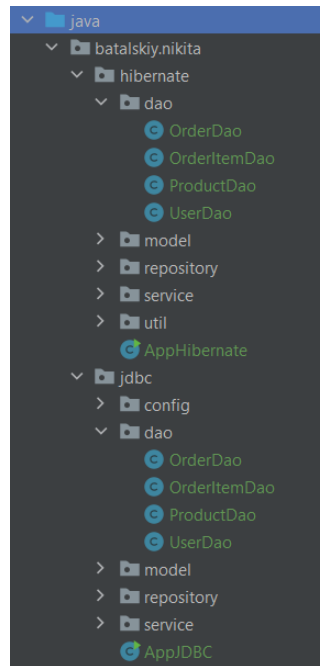 java
batalskiy.nikita
hibernate
dao
OrderDao
OrderItemDao
ProductDao
UserDao
model
repository
service
util
AppHibernate
jdbc
config
dao
OrderDao
OrderItemDao
ProductDao
UserDao
model
repository
service
AppJDBC